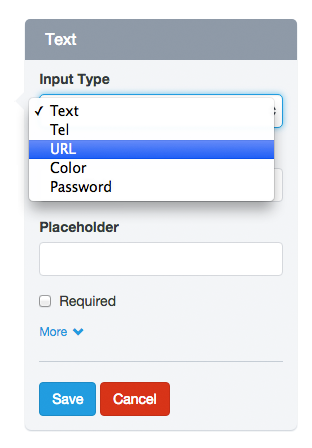 Text
Input Type
✓ Text
Tel
URL
Color
Password
Placeholder
Required
More
Save
Cancel